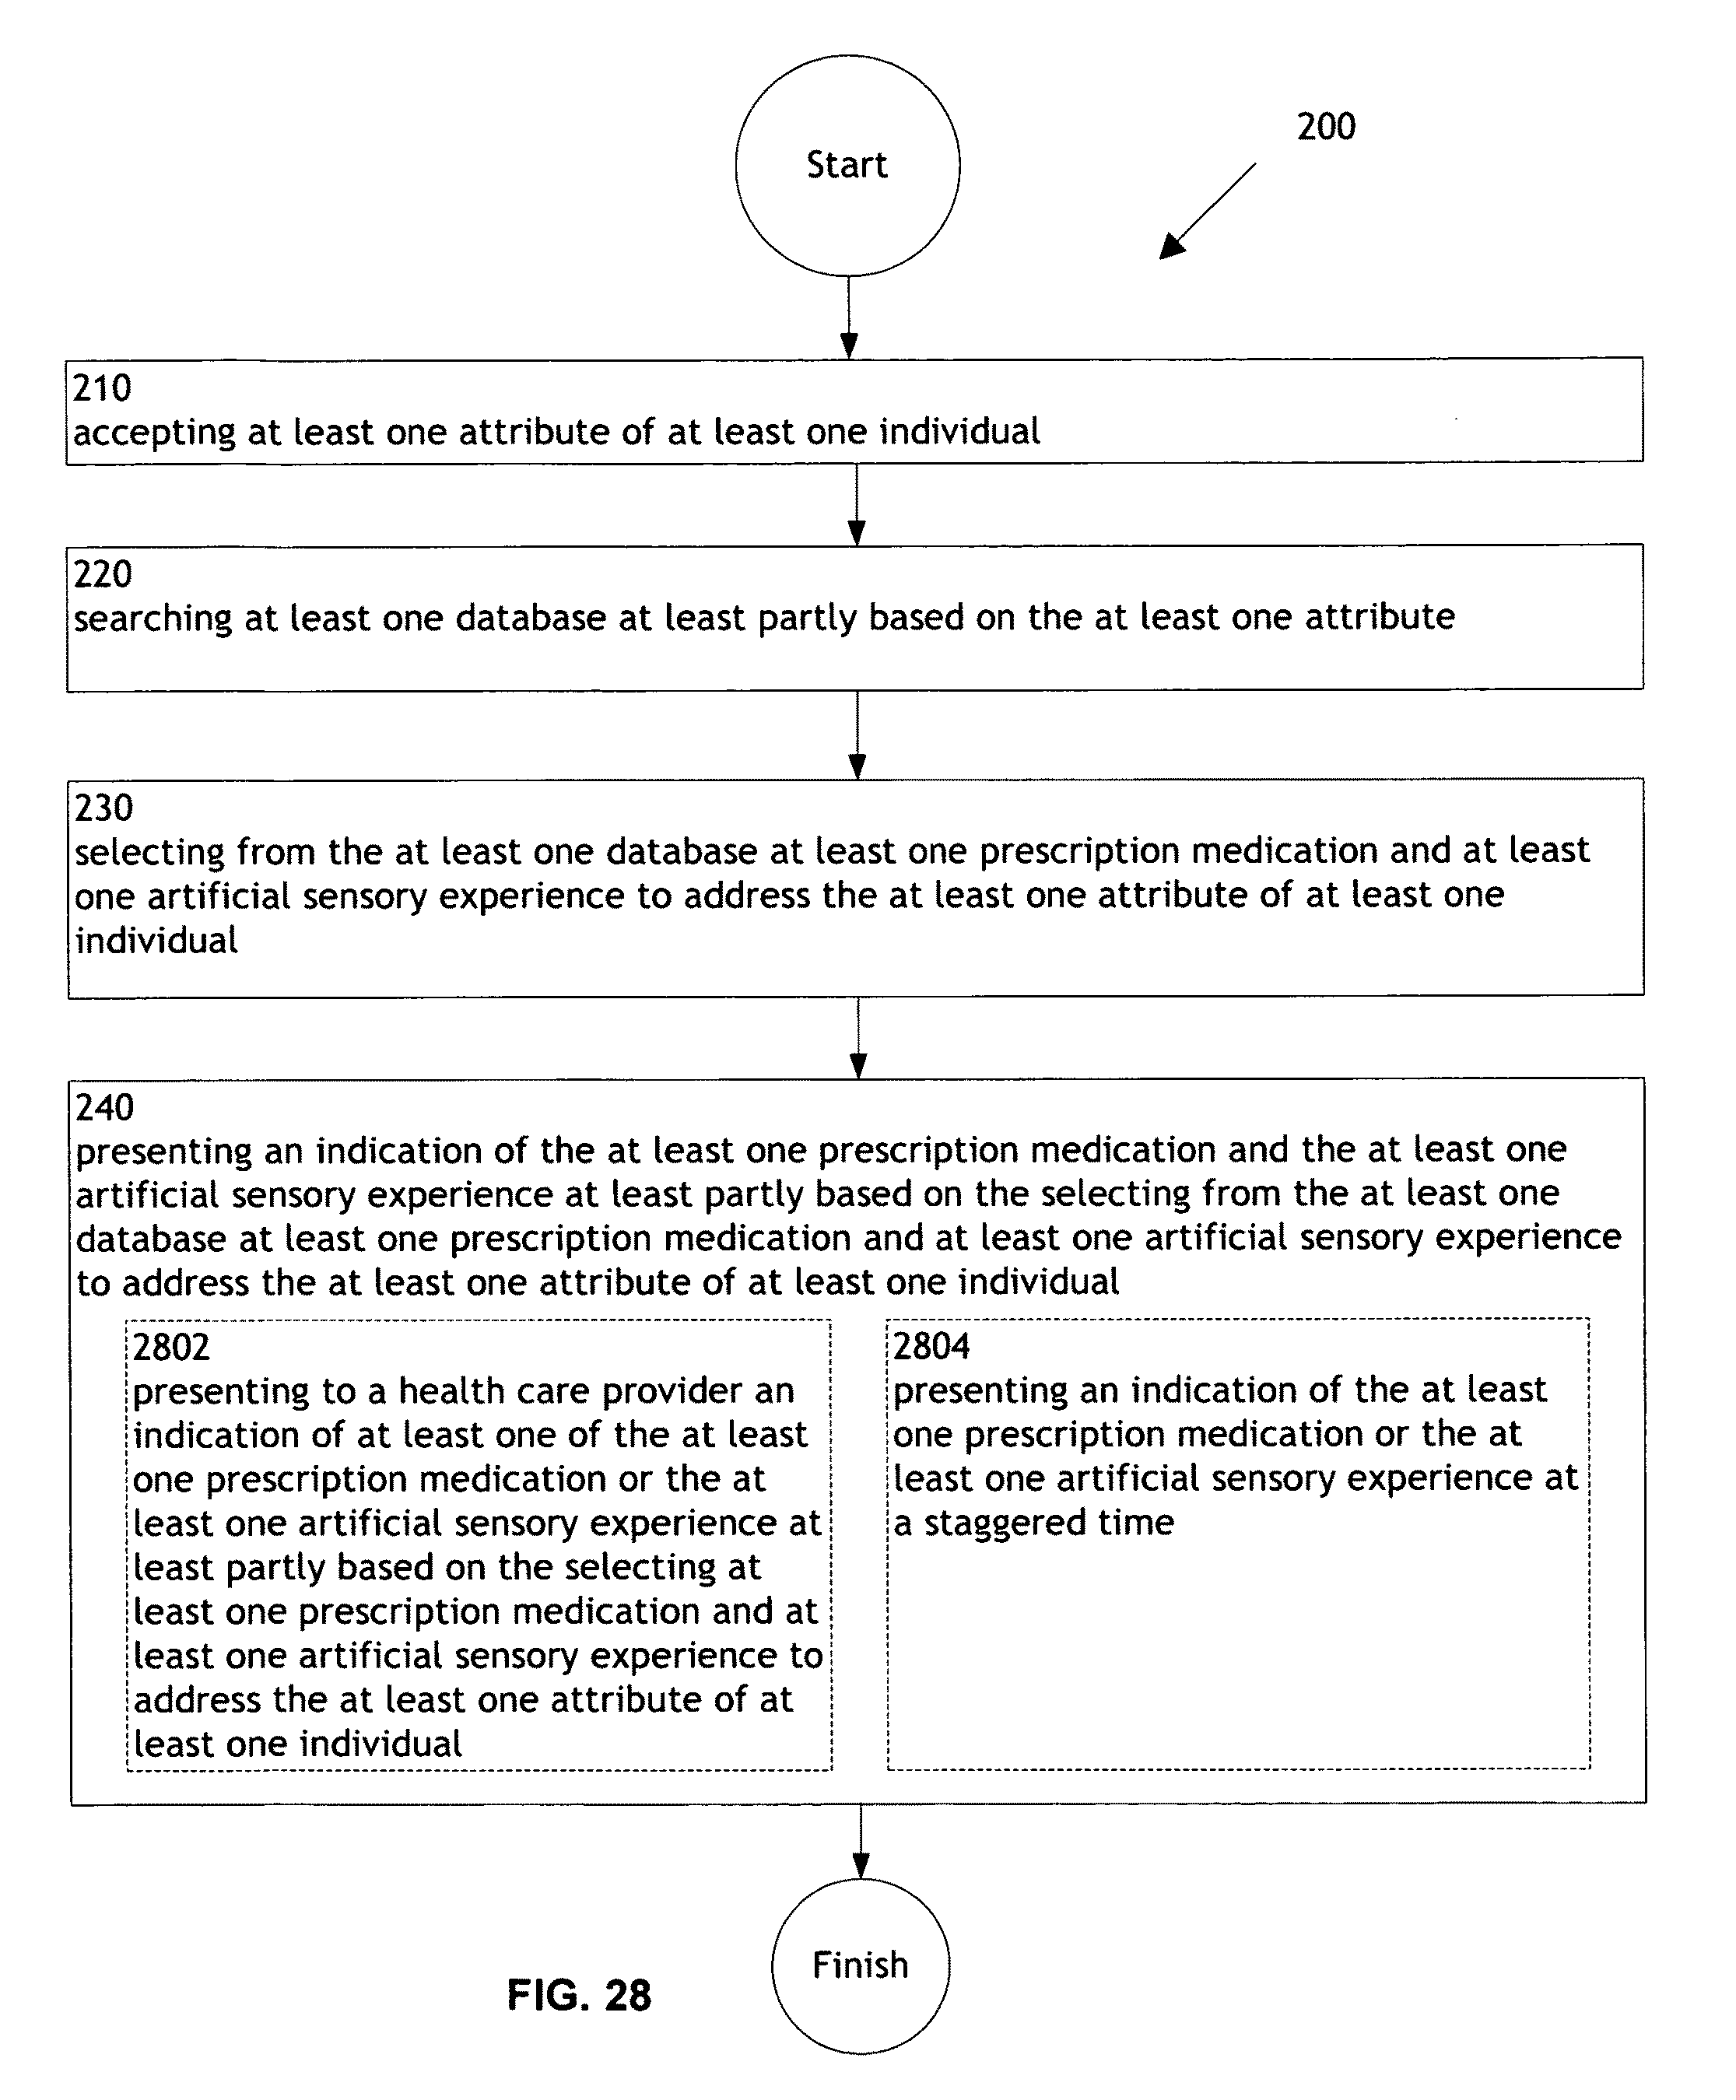 Start
200
210
accepting at least one attribute of at least one individual
220
searching at least one database at least partly based on the at least one attribute
230
selecting from the at least one database at least one prescription medication and at least
one artificial sensory experience to address the at least one attribute of at least one
individual
240
presenting an indication of the at least one prescription medication and the at least one
artificial sensory experience at least partly based on the selecting from the at least one
database at least one prescription medication and at least one artificial sensory experience
to address the at least one attribute of at least one individual
2802
presenting to a health care provider an
indication of at least one of the at least
one prescription medication or the at
least one artificial sensory experience at
least partly based on the selecting at
least one prescription medication and at
least one artificial sensory experience to
address the at least one attribute of at
least one individual
2804
presenting an indication of the at least
one prescription medication or the at
least one artificial sensory experience at
a staggered time
Finish
FIG. 28